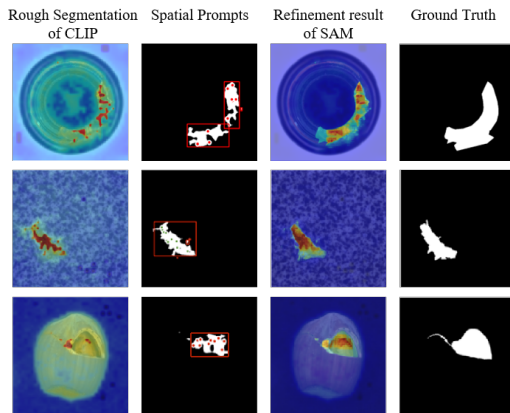 Rough Segmentation of CLIP
Spatial Prompts
Refinement result of SAM
Ground Truth